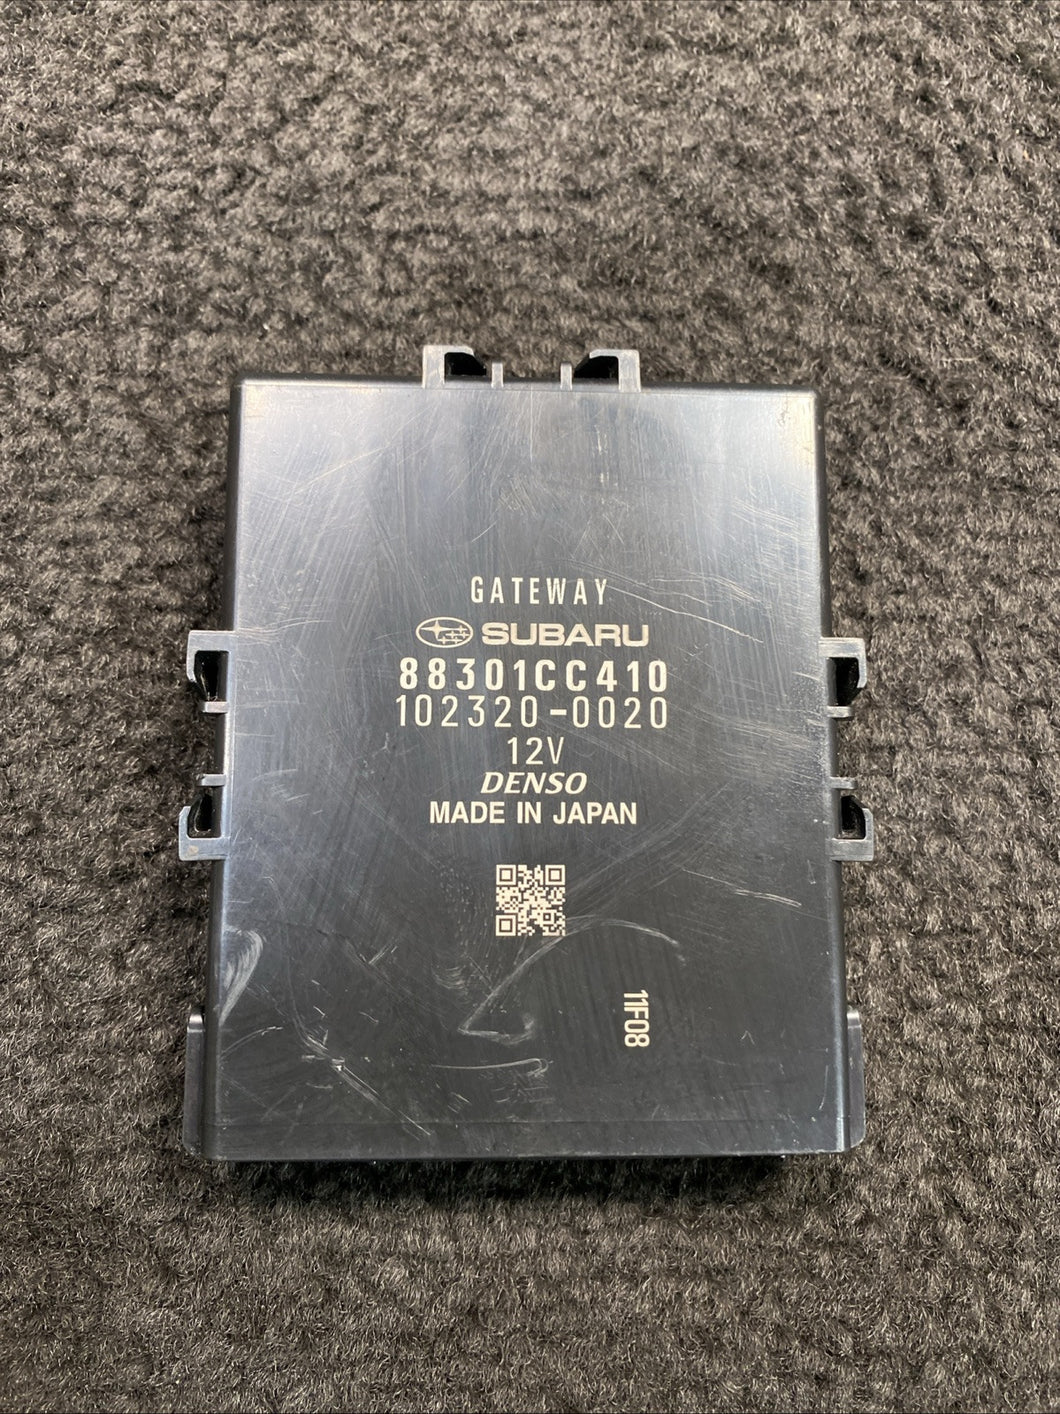 GATEWAY
SUBARU
88301CC410
102320-0020
12V
DENSO
MADE IN JAPAN
11F08